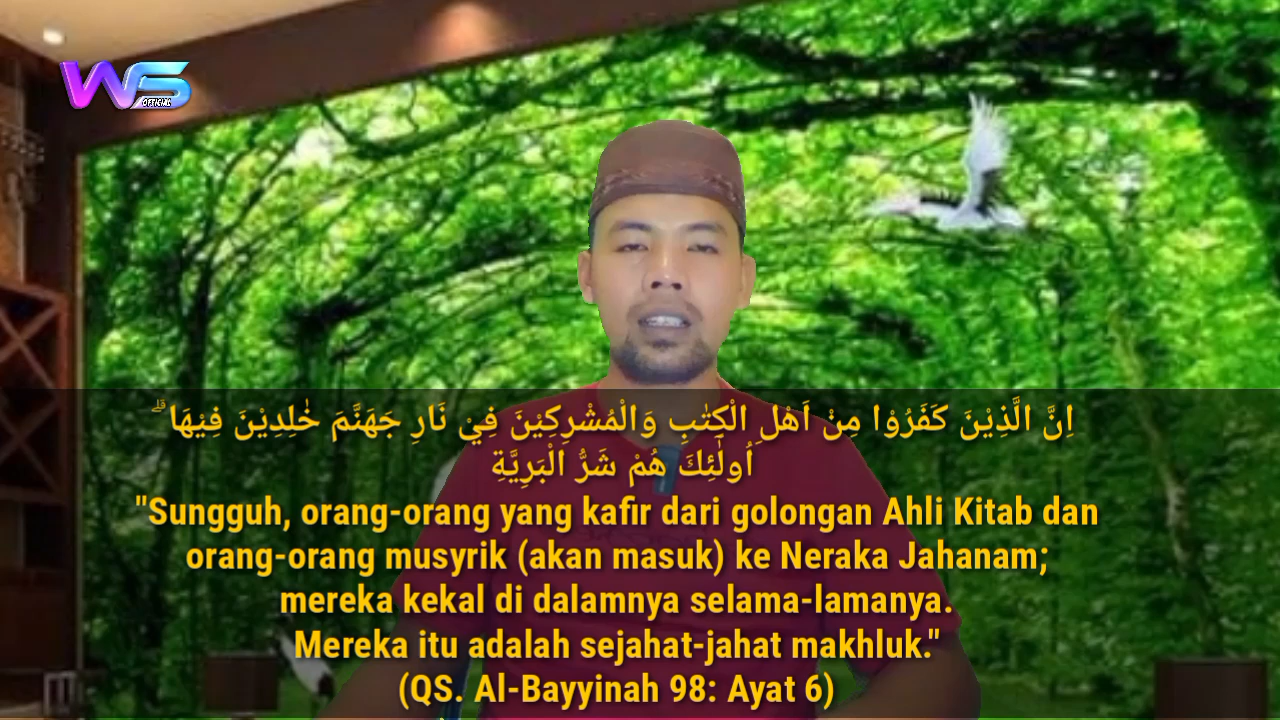 WS
OFFICIAL
اِنَّ الَّذِيْنَ كَفَرُوْا مِنْ اَهْلِ الْكِتٰبِ وَالْمُشْرِكِيْنَ فِيْ نَارِ جَهَنَّمَ خٰلِدِيْنَ فِيْهَا ۗ
اُولٰٓئِكَ هُمْ شَرُّ الْبَرِيَّةِ
"Sungguh, orang-orang yang kafir dari golongan Ahli Kitab dan
orang-orang musyrik (akan masuk) ke Neraka Jahanam;
mereka kekal di dalamnya selama-lamanya.
Mereka itu adalah sejahat-jahat makhluk."
(QS. Al-Bayyinah 98: Ayat 6)